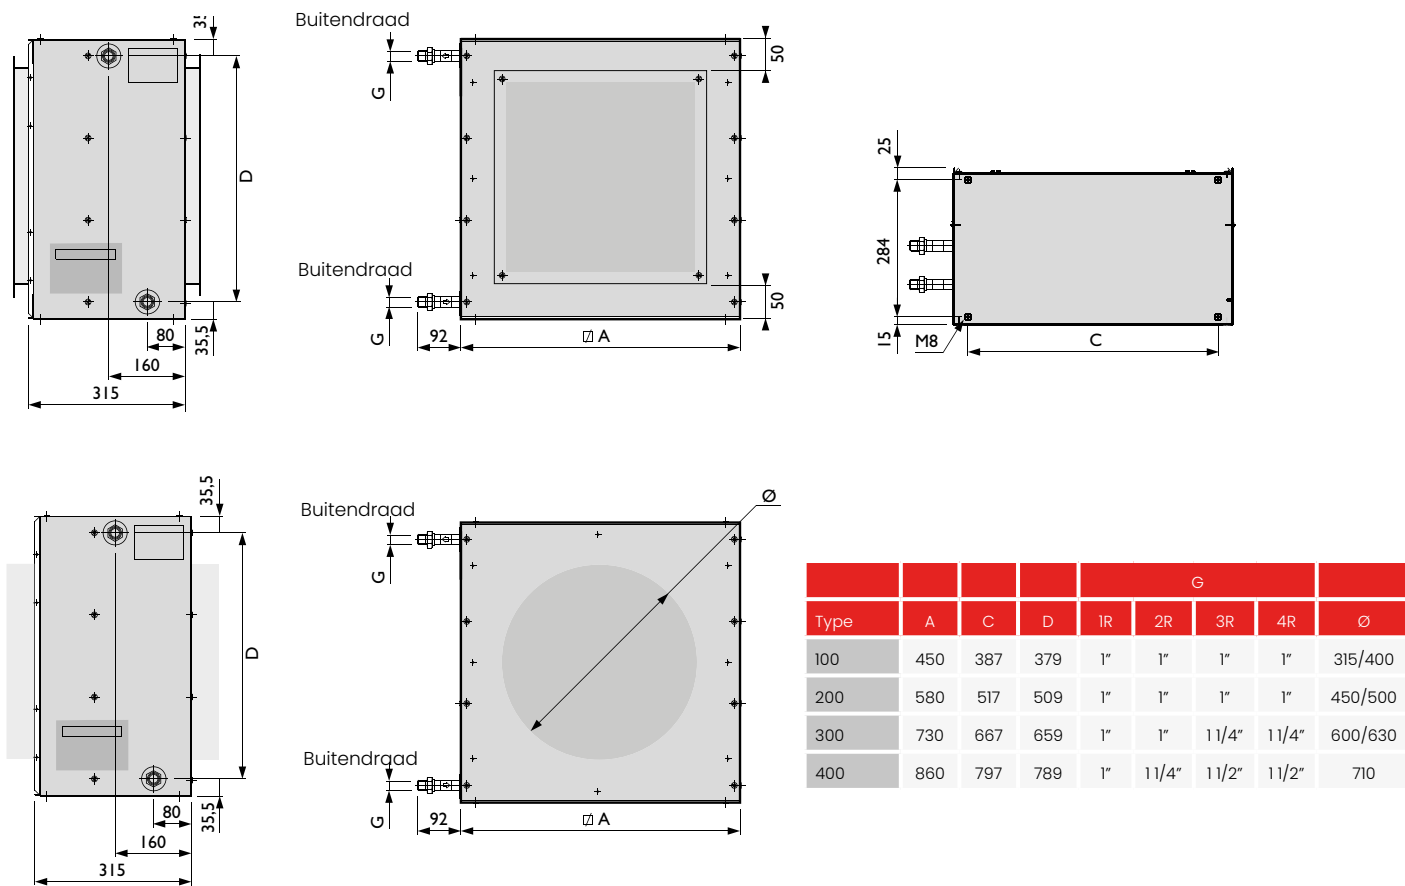 Buitendraad
G
50
D
Buitendraad
G
50
80
35,5
160
315
92
A
25
284
15
M8
C
35,5
Buitendraad
G
Ø
D
Buitendraad
G
80
35,5
160
315
92
A
G
Type A C D 1R 2R 3R 4R Ø
100 450 387 379 1” 1” 1” 1” 315/400
200 580 517 509 1” 1” 1” 1” 450/500
300 730 667 659 1” 1” 1 1/4” 1 1/4” 600/630
400 860 797 789 1” 1 1/4” 1 1/2” 1 1/2” 710